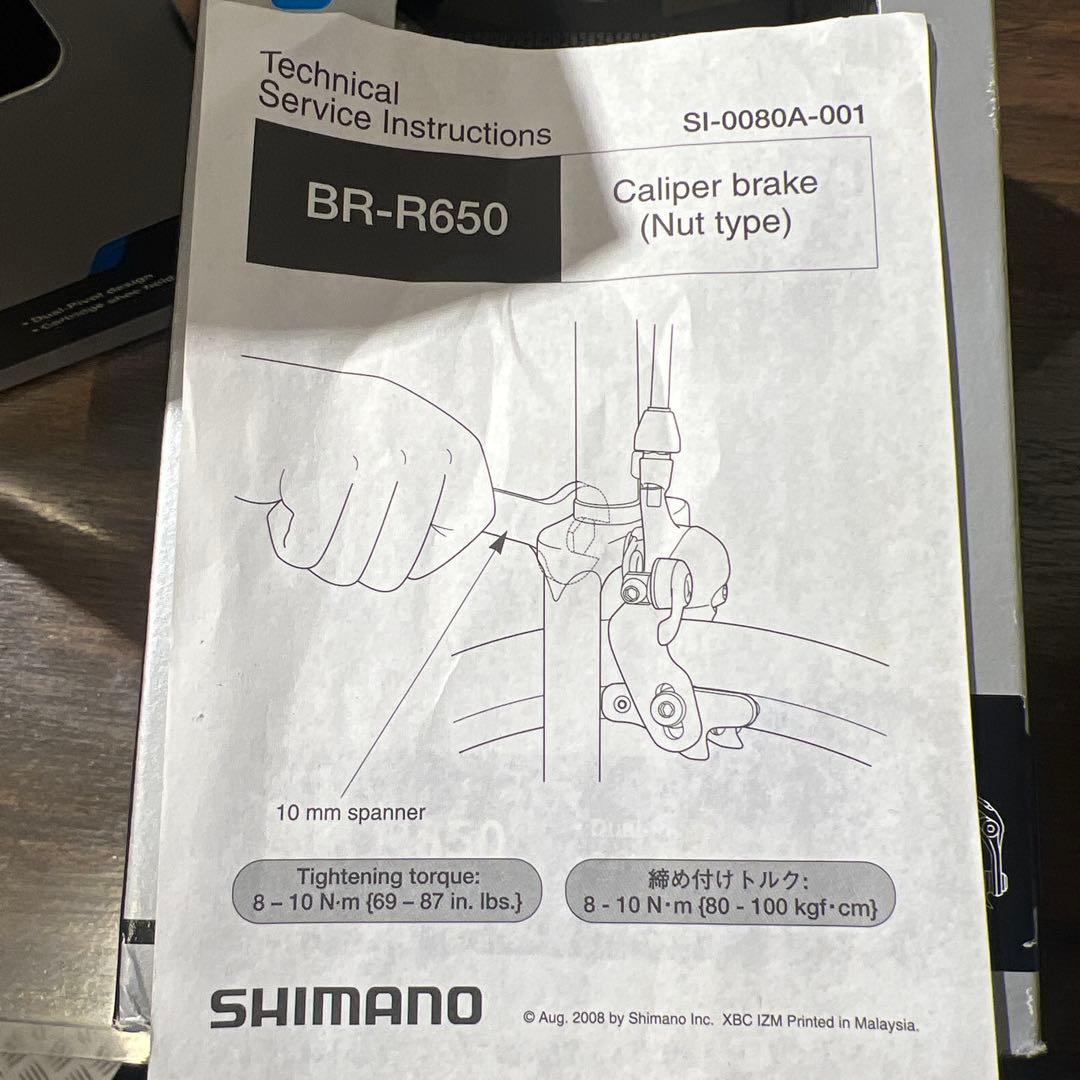 Technical
Service Instructions
SI-0080A-001
BR-R650
Caliper brake
(Nut type)
• Dual-Pivot design
• Cartridge shoe
10 mm spanner
Tightening torque:
8 – 10 N·m {69 – 87 in. lbs.}
締め付けトルク:
8 - 10 N･m {80 - 100 kgf･cm}
SHIMANO
© Aug. 2008 by Shimano Inc. XBC IZM Printed in Malaysia.